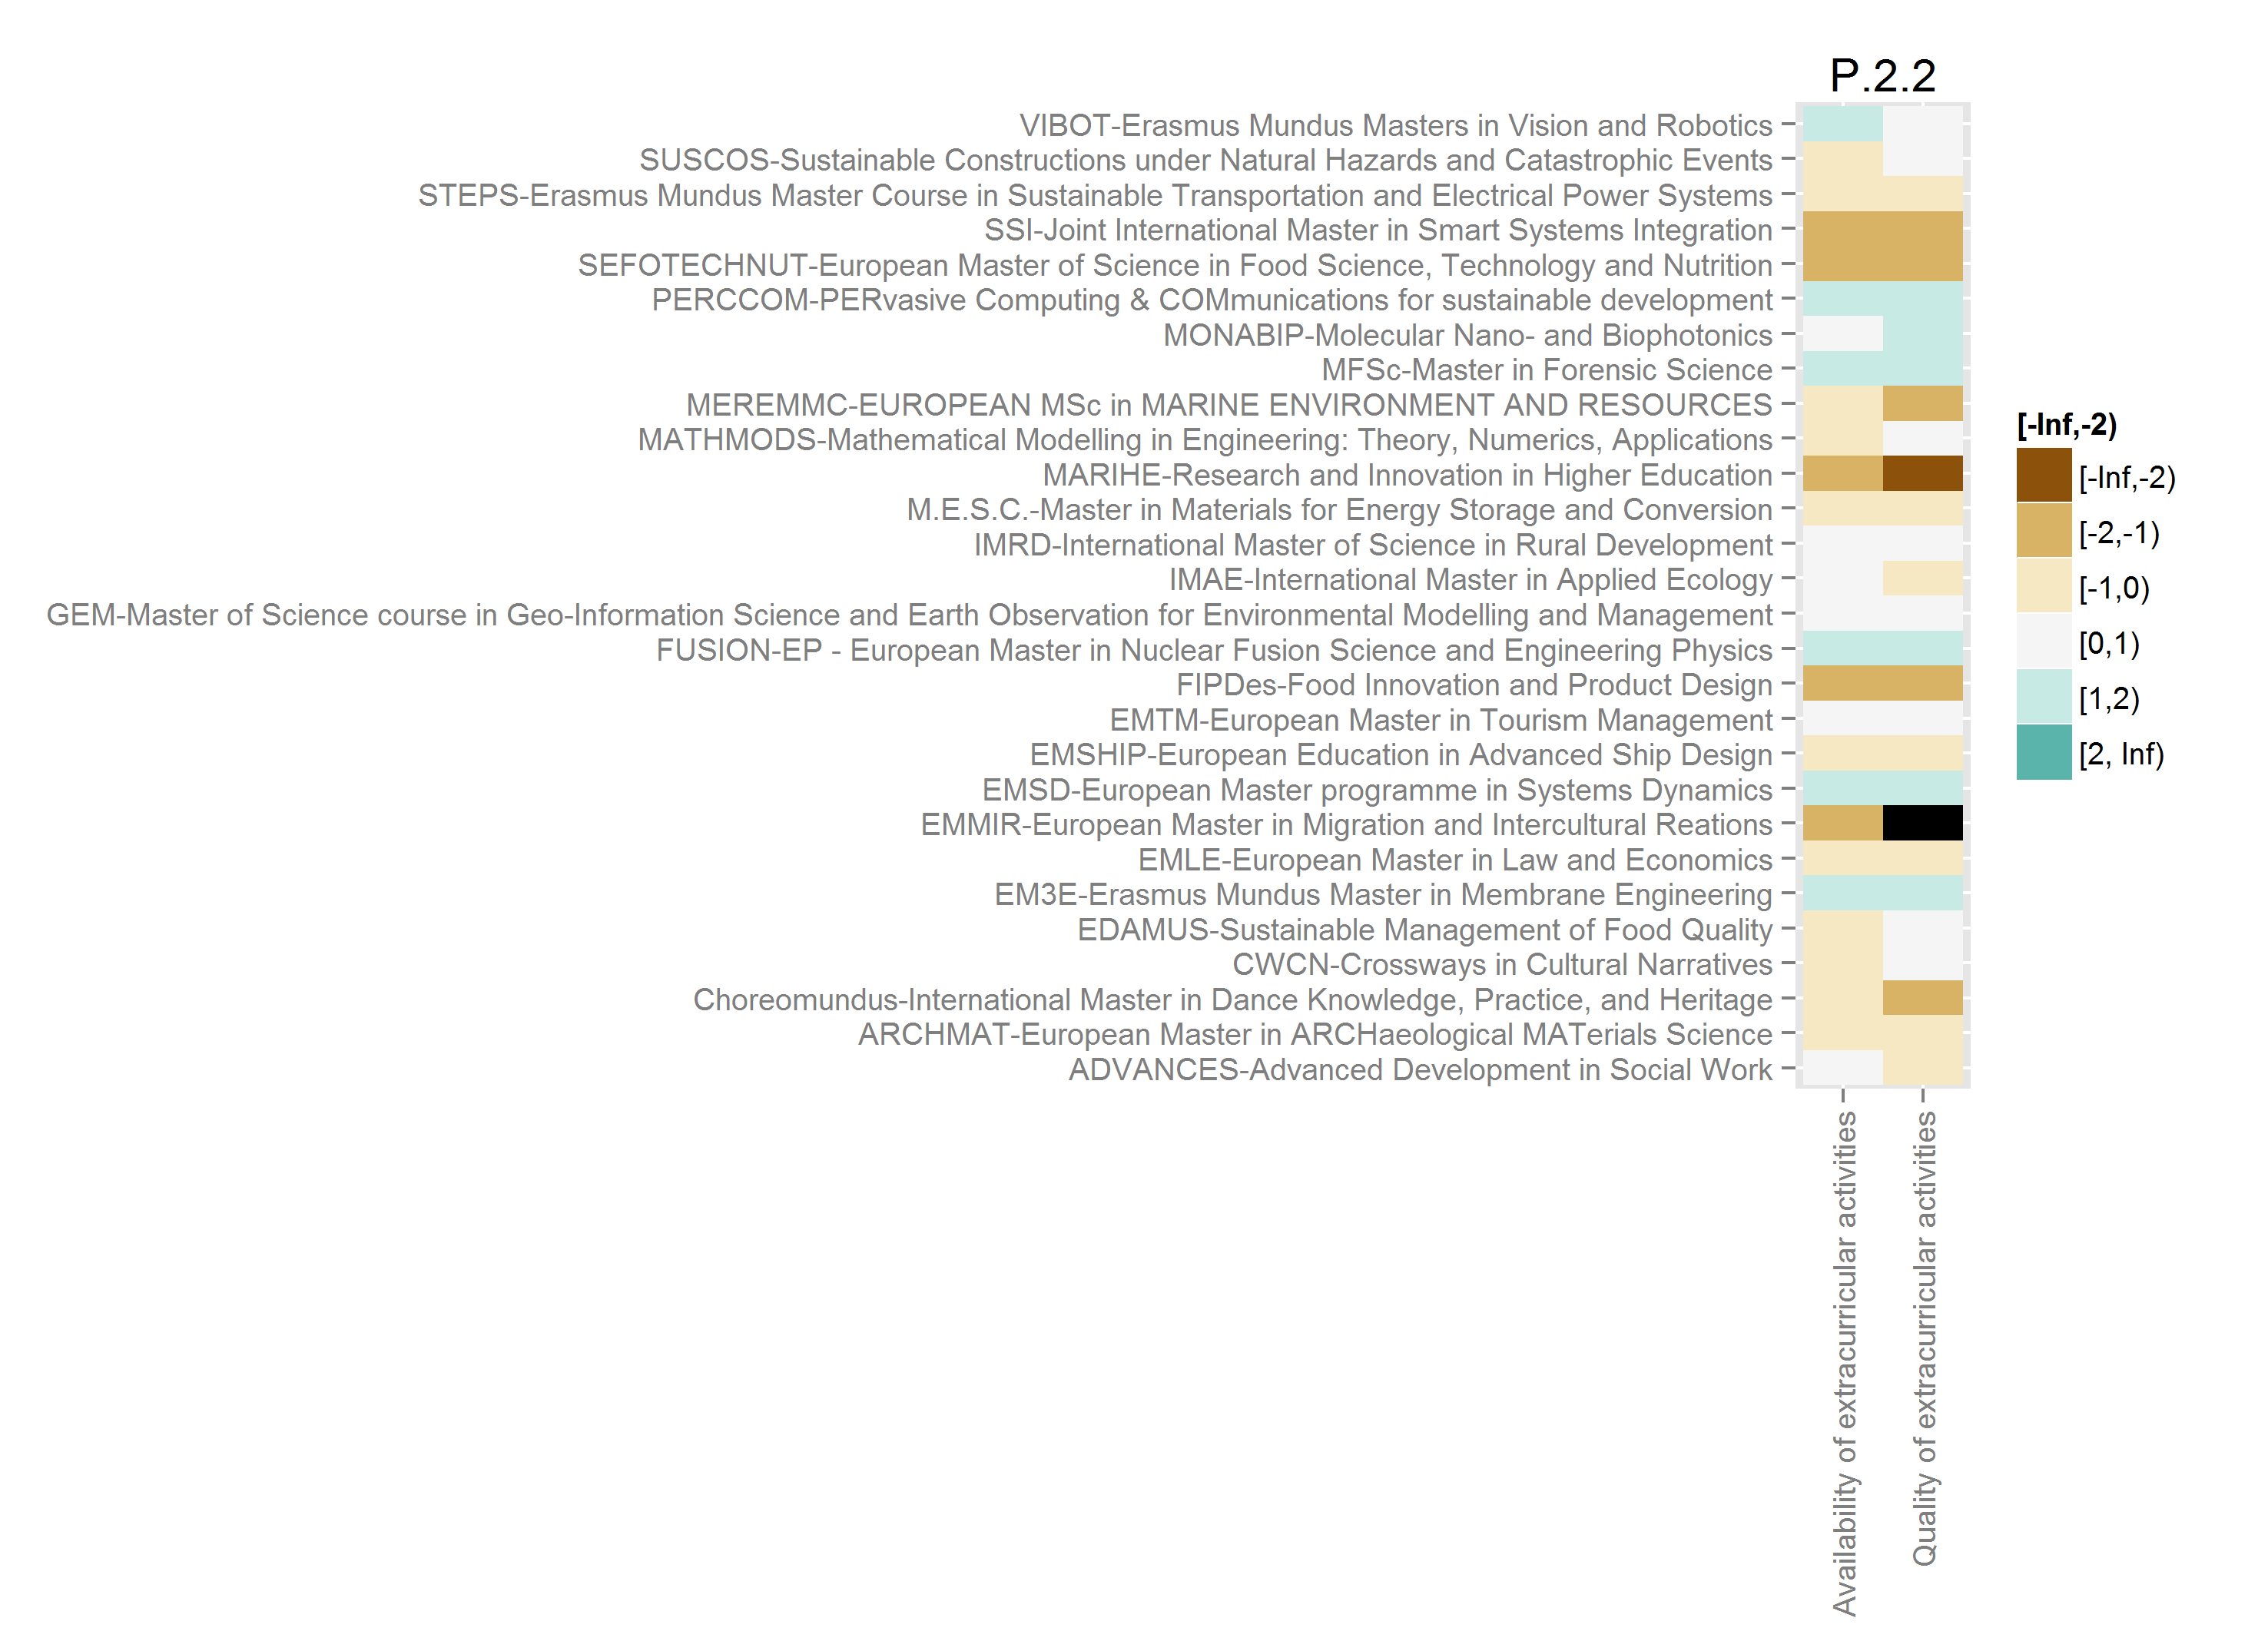 P.2.2
VIBOT-Erasmus Mundus Masters in Vision and Robotics
SUSCOS-Sustainable Constructions under Natural Hazards and Catastrophic Events
STEPS-Erasmus Mundus Master Course in Sustainable Transportation and Electrical Power Systems
SSI-Joint International Master in Smart Systems Integration
SEFOTECHNUT-European Master of Science in Food Science, Technology and Nutrition
PERCCOM-PERvasive Computing & COMmunications for sustainable development
MONABIP-Molecular Nano- and Biophotonics
MFSc-Master in Forensic Science
MEREMMC-EUROPEAN MSc in MARINE ENVIRONMENT AND RESOURCES
MATHMODS-Mathematical Modelling in Engineering: Theory, Numerics, Applications
MARIHE-Research and Innovation in Higher Education
M.E.S.C.-Master in Materials for Energy Storage and Conversion
IMRD-International Master of Science in Rural Development
IMAE-International Master in Applied Ecology
GEM-Master of Science course in Geo-Information Science and Earth Observation for Environmental Modelling and Management
FUSION-EP - European Master in Nuclear Fusion Science and Engineering Physics
FIPDes-Food Innovation and Product Design
EMTM-European Master in Tourism Management
EMSHIP-European Education in Advanced Ship Design
EMSD-European Master programme in Systems Dynamics
EMMIR-European Master in Migration and Intercultural Reations
EMLE-European Master in Law and Economics
EM3E-Erasmus Mundus Master in Membrane Engineering
EDAMUS-Sustainable Management of Food Quality
CWCN-Crossways in Cultural Narratives
Choreomundus-International Master in Dance Knowledge, Practice, and Heritage
ARCHMAT-European Master in ARCHaeological MATerials Science
ADVANCES-Advanced Development in Social Work
Availability of extracurricular activities
Quality of extracurricular activities
[-Inf,-2)
[-Inf,-2)
[-2,-1)
[-1,0)
[0,1)
[1,2)
[2, Inf)